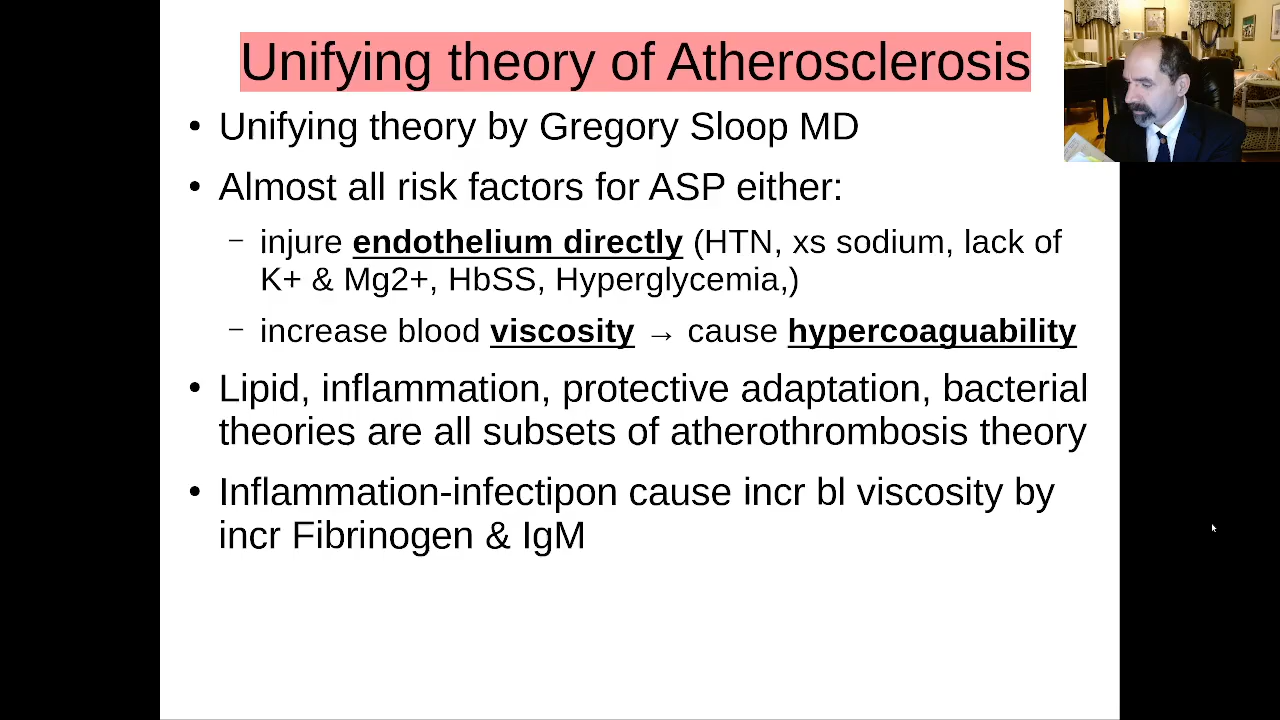 Unifying theory of Atherosclerosis
• Unifying theory by Gregory Sloop MD
• Almost all risk factors for ASP either:
– injure endothelium directly (HTN, xs sodium, lack of
K+ & Mg2+, HbSS, Hyperglycemia,)
– increase blood viscosity → cause hypercoaguability
• Lipid, inflammation, protective adaptation, bacterial
theories are all subsets of atherothrombosis theory
• Inflammation-infectipon cause incr bl viscosity by
incr Fibrinogen & IgM